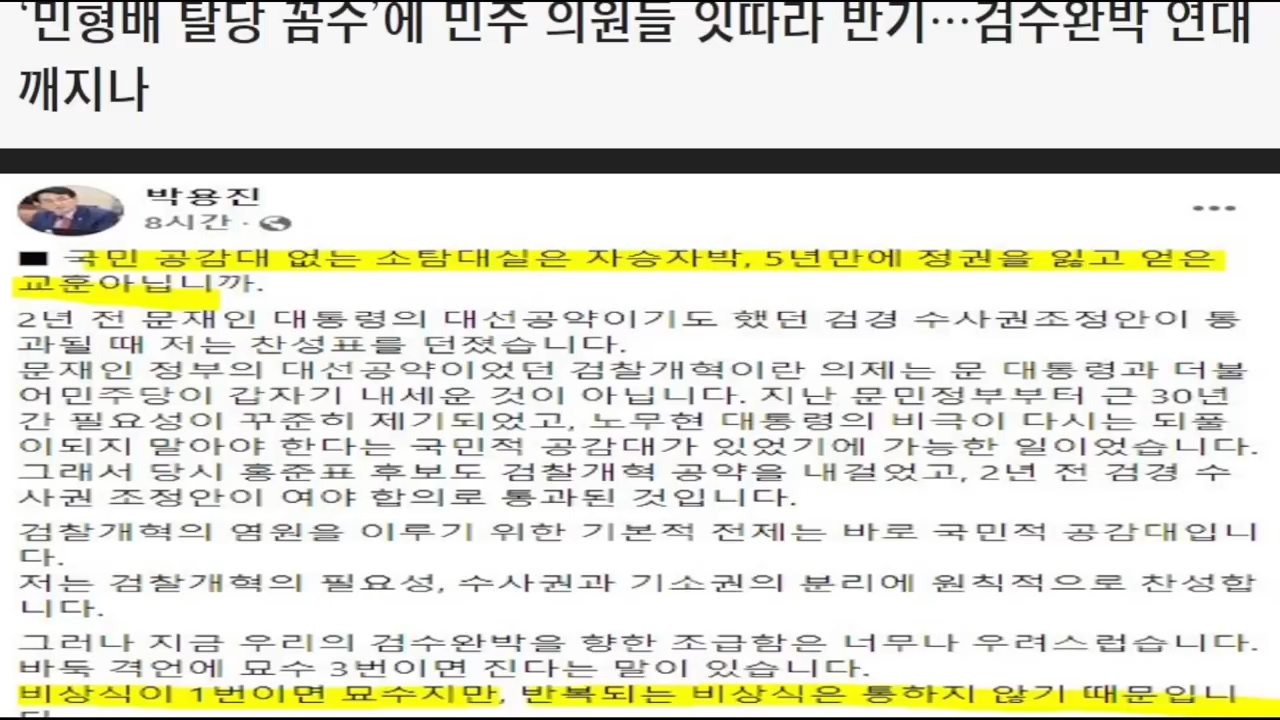 ‘민형배 탈당 꼼수’에 민주 의원들 잇따라 반기…검수완박 연대
깨지나
박용진
8시간 ·
■ 국민 공감대 없는 소탐대실은 자승자박, 5년만에 정권을 잃고 얻은
교훈아닙니까.
2년 전 문재인 대통령의 대선공약이기도 했던 검경 수사권조정안이 통
과될 때 저는 찬성표를 던졌습니다.
문재인 정부의 대선공약이었던 검찰개혁이란 의제는 문 대통령과 더불
어민주당이 갑자기 내세운 것이 아닙니다. 지난 문민정부부터 근 30년
간 필요성이 꾸준히 제기되었고, 노무현 대통령의 비극이 다시는 되풀
이되지 말아야 한다는 국민적 공감대가 있었기에 가능한 일이었습니다.
그래서 당시 홍준표 후보도 검찰개혁 공약을 내걸었고, 2년 전 검경 수
사권 조정안이 여야 합의로 통과된 것입니다.
검찰개혁의 염원을 이루기 위한 기본적 전제는 바로 국민적 공감대입니
다.
저는 검찰개혁의 필요성, 수사권과 기소권의 분리에 원칙적으로 찬성합
니다.
그러나 지금 우리의 검수완박을 향한 조급함은 너무나 우려스럽습니다.
바둑 격언에 묘수 3번이면 진다는 말이 있습니다.
비상식이 1번이면 묘수지만, 반복되는 비상식은 통하지 않기 때문입니